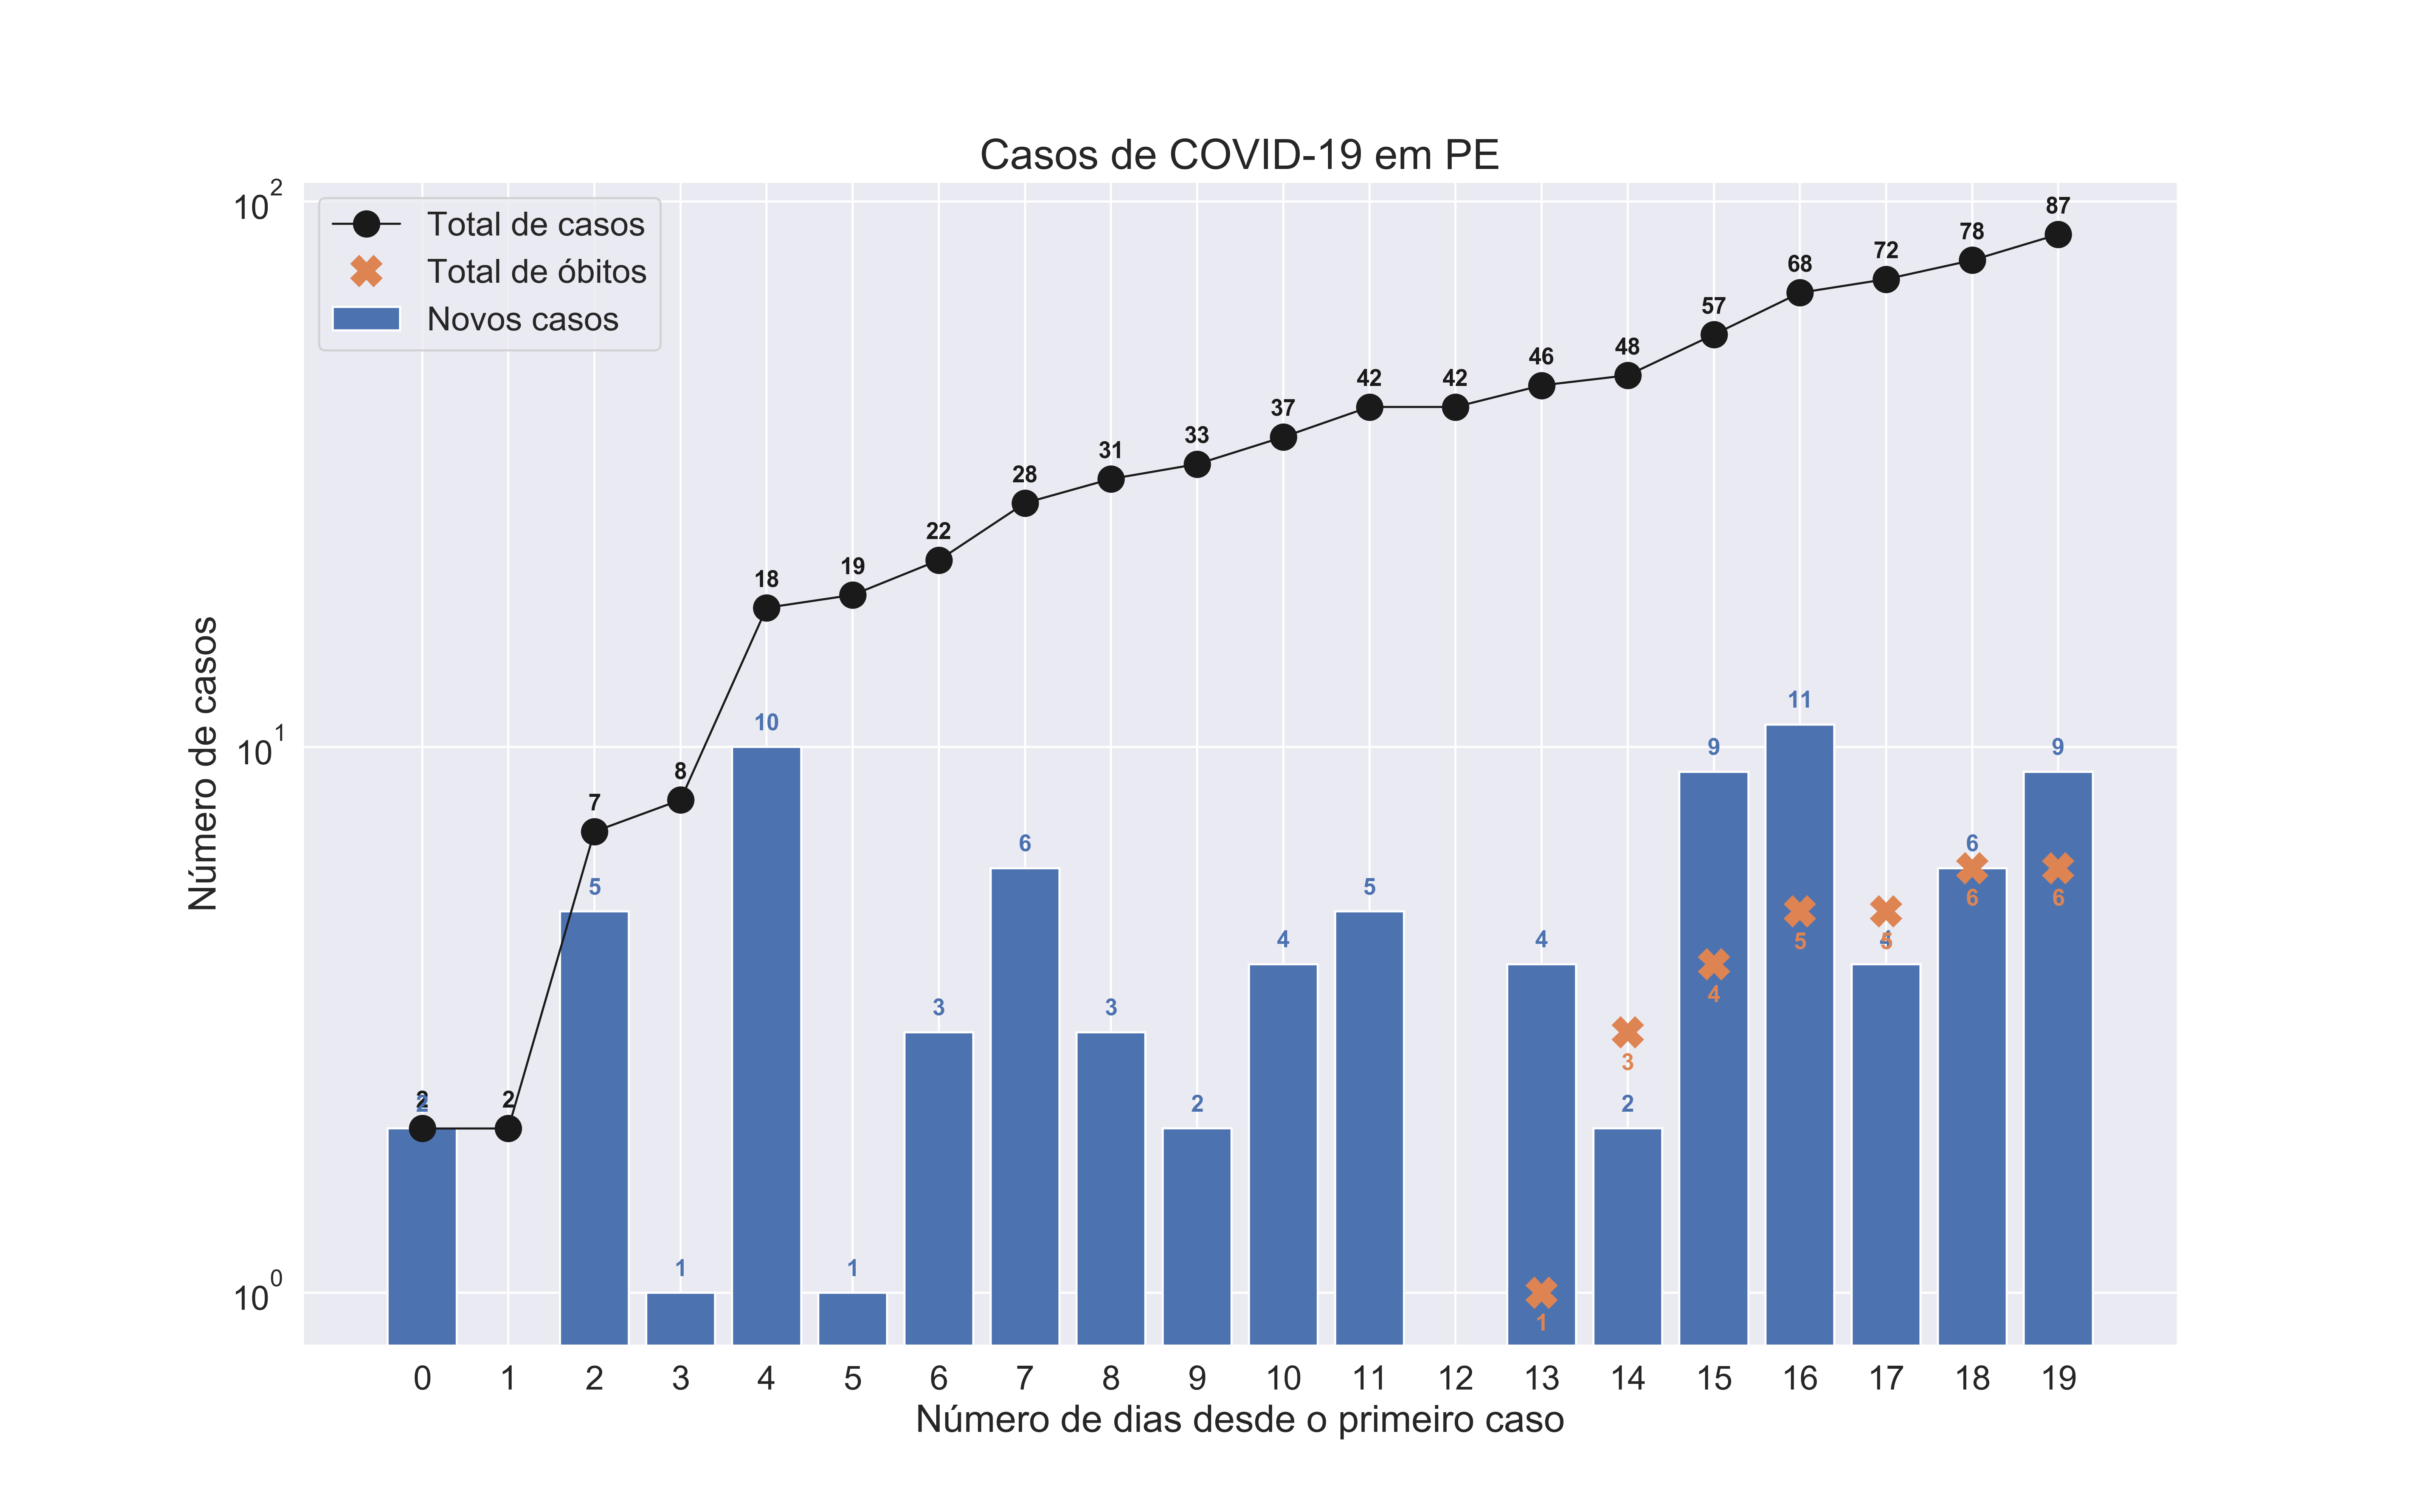 Casos de COVID-19 em PE
10^2
10^1
10^0
Número de casos
Total de casos
Total de óbitos
Novos casos
2 2 7 8 18 19 22 28 31 33 37 42 42 46 48 57 68 72 78 87
2 5 1 10 1 3 6 3 2 4 5 4 2 9 11 4 6 9
1 3 4 5 5 6 6
0 1 2 3 4 5 6 7 8 9 10 11 12 13 14 15 16 17 18 19
Número de dias desde o primeiro caso